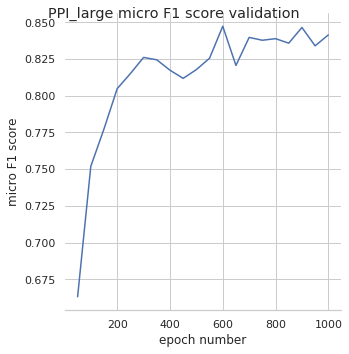 PPI_large micro F1 score validation
0.850
0.825
0.800
0.775
0.750
0.725
0.700
0.675
micro F1 score
200 400 600 800 1000
epoch number